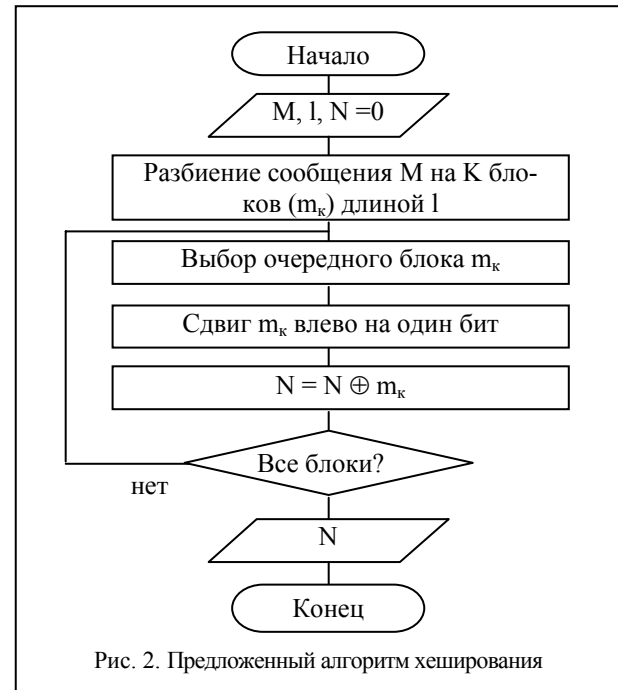 Начало
M, l, N =0
Разбиение сообщения M на K бло-
ков (mк) длиной l
Выбор очередного блока mк
Сдвиг mк влево на один бит
N = N ⊕ mк
Все блоки?
нет
N
Конец
Рис. 2. Предложенный алгоритм хеширования